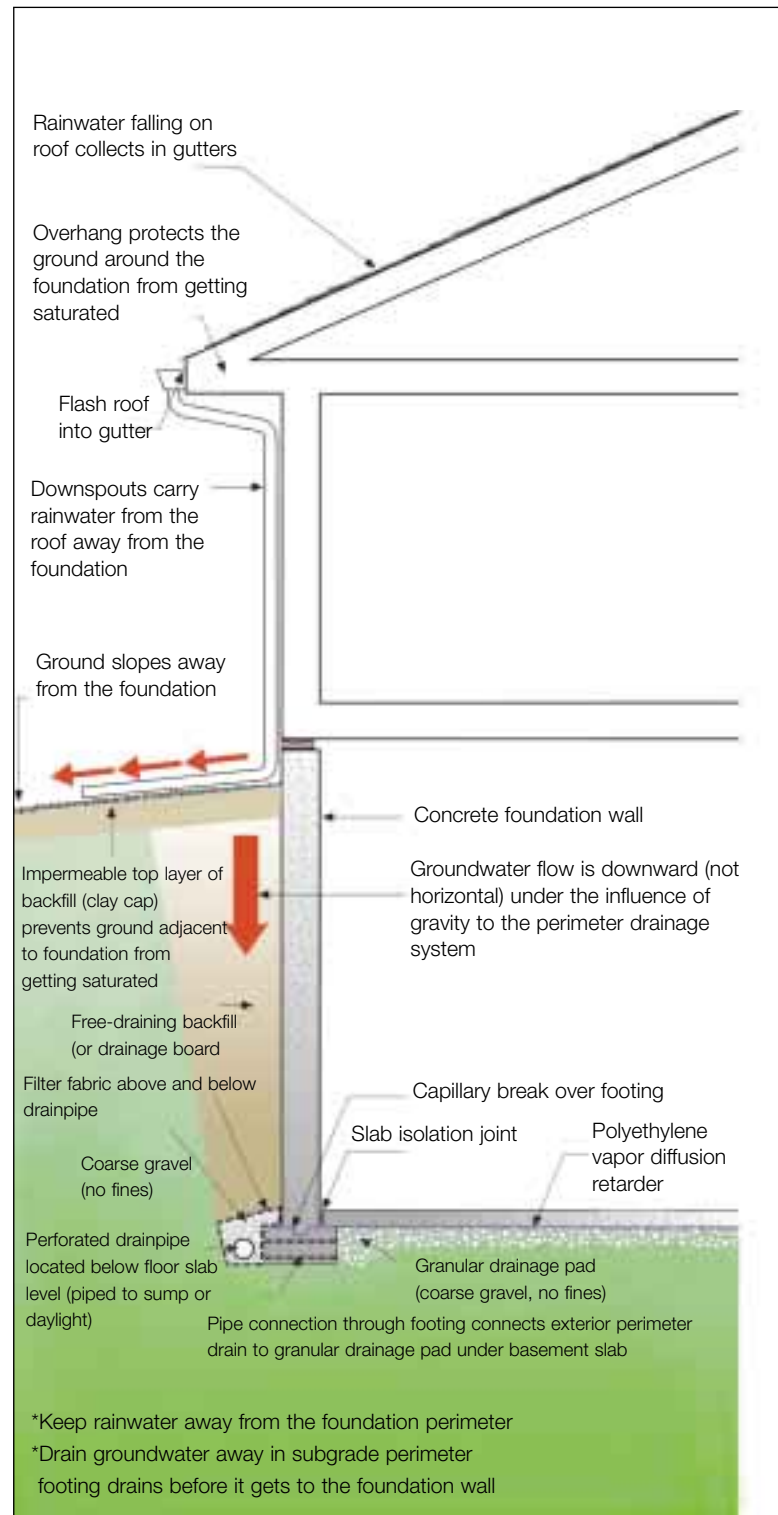 Rainwater falling on
roof collects in gutters
Overhang protects the
ground around the
foundation from getting
saturated
Flash roof
into gutter
Downspouts carry
rainwater from the
roof away from the
foundation
Ground slopes away
from the foundation
Concrete foundation wall
Impermeable top layer of
backfill (clay cap)
prevents ground adjacent
to foundation from
getting saturated
Groundwater flow is downward (not
horizontal) under the influence of
gravity to the perimeter drainage
system
Free-draining backfill
(or drainage board
Filter fabric above and below
drainpipe
Capillary break over footing
Slab isolation joint
Polyethylene
vapor diffusion
retarder
Coarse gravel
(no fines)
Perforated drainpipe
located below floor slab
level (piped to sump or
daylight)
Granular drainage pad
(coarse gravel, no fines)
Pipe connection through footing connects exterior perimeter
drain to granular drainage pad under basement slab
*Keep rainwater away from the foundation perimeter
*Drain groundwater away in subgrade perimeter
footing drains before it gets to the foundation wall